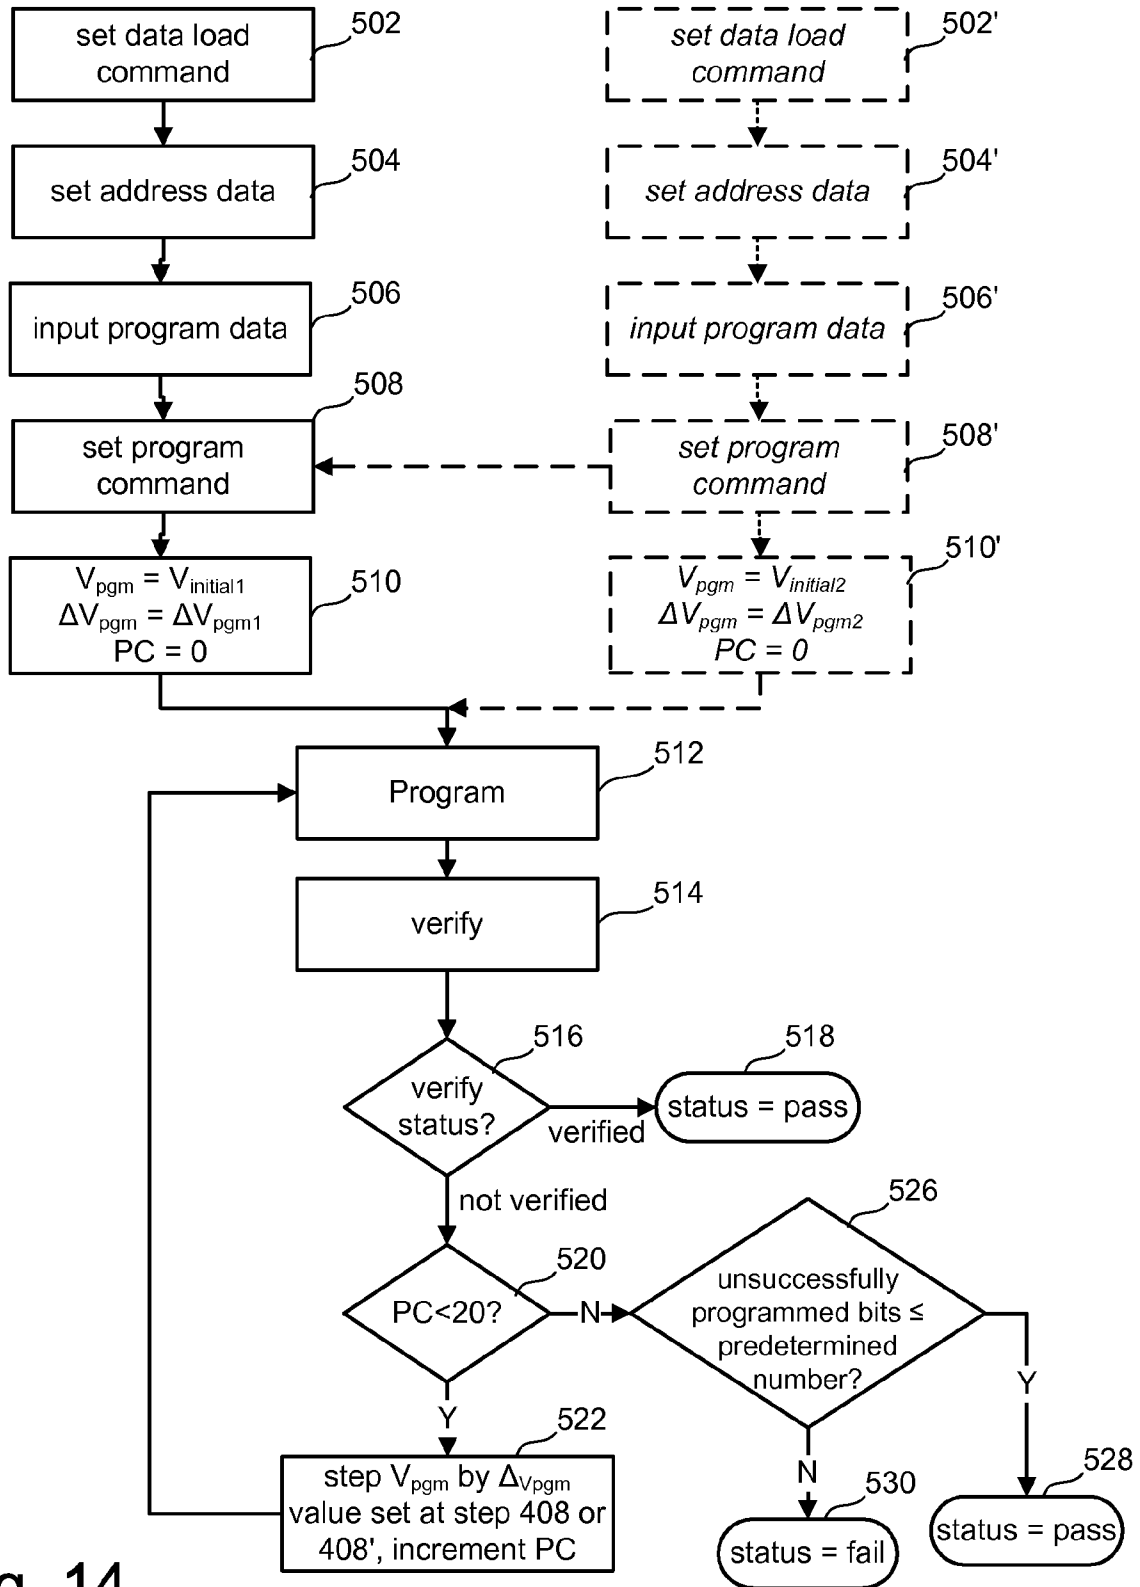 set data load
command
502
set data load
command
502'
set address data
504
set address data
504'
input program data
506
input program data
506'
set program
command
508
set program
command
508'
Vpgm = Vinitial1
ΔVpgm = ΔVpgm1
PC = 0
510
Vpgm = Vinitial2
ΔVpgm = ΔVpgm2
PC = 0
510'
Program
512
verify
514
verify
status?
516
verified
status = pass
518
not verified
PC<20?
520
N
unsuccessfully
programmed bits ≤
predetermined
number?
526
Y
Y
N
step Vpgm by ΔVpgm
value set at step 408 or
408', increment PC
522
status = fail
530
status = pass
528
14